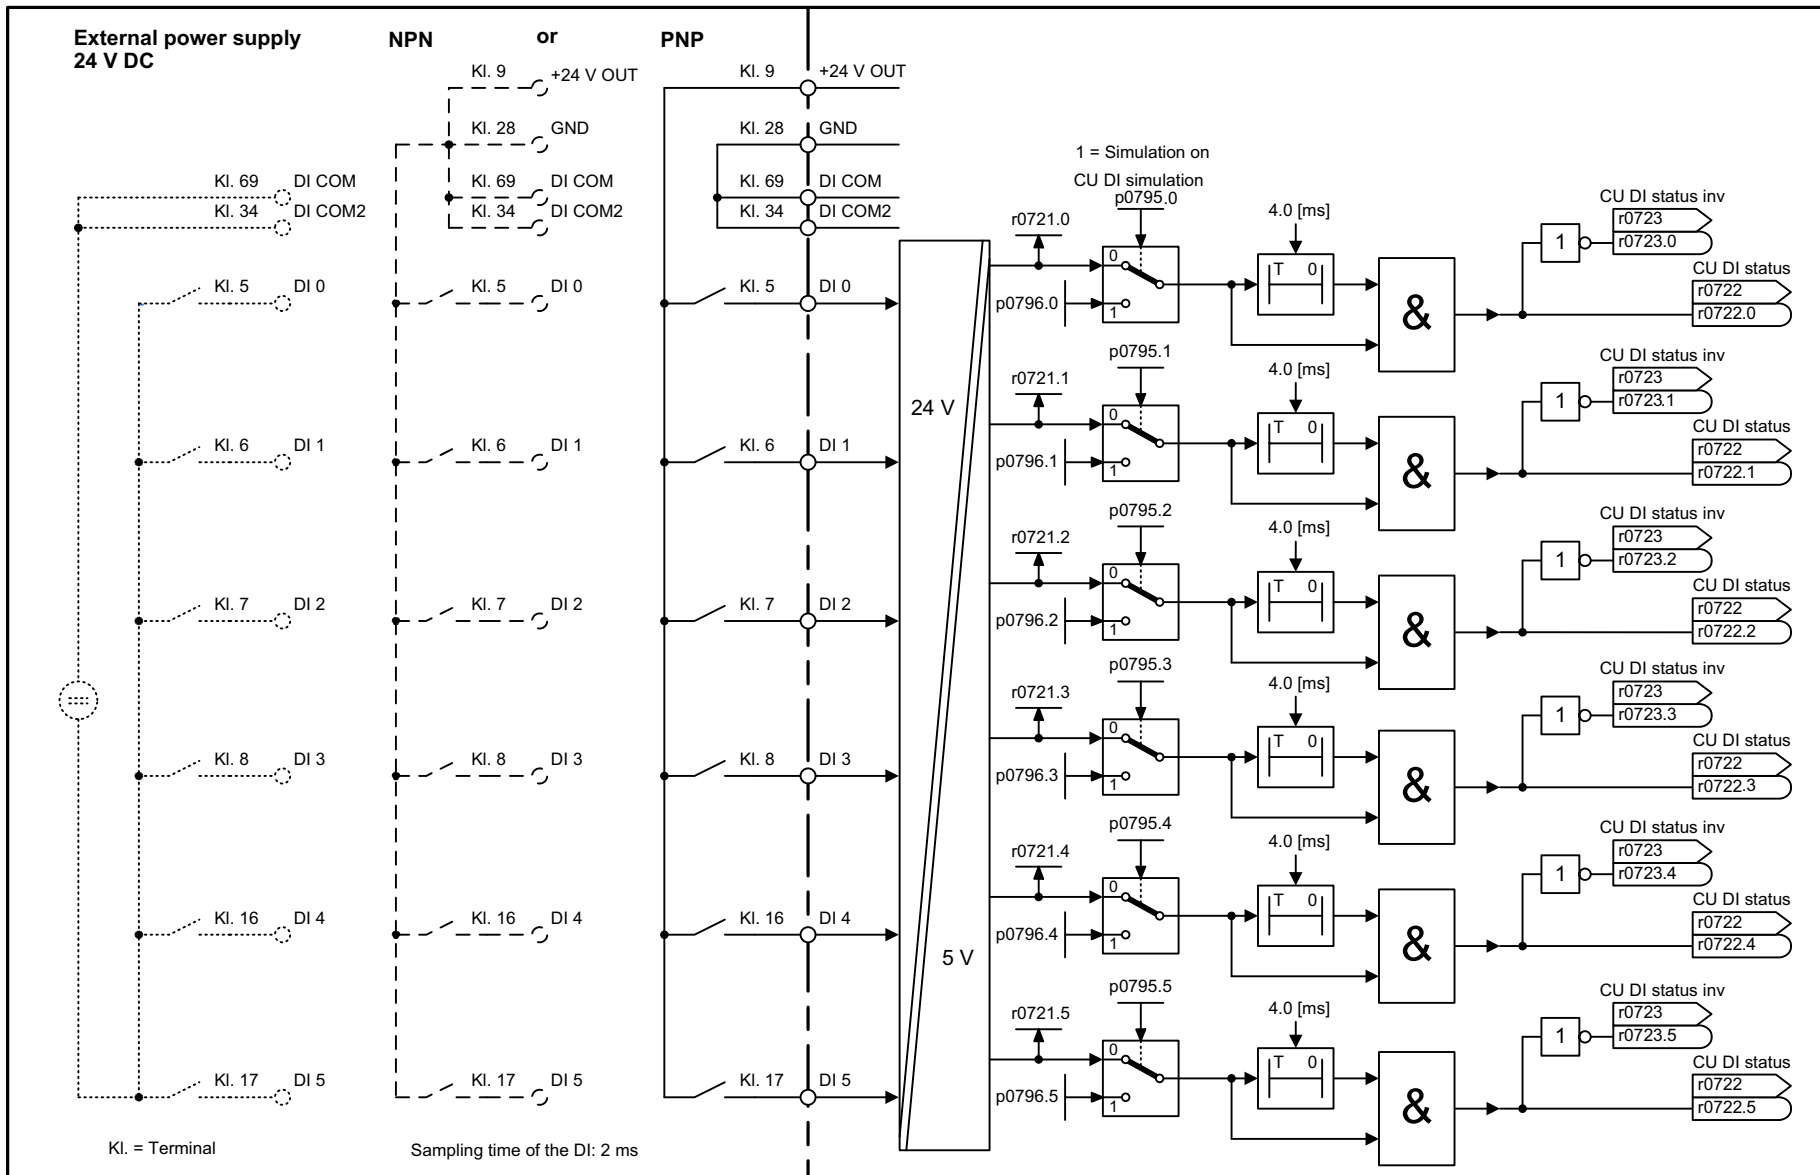 External power supply
24 V DC
NPN
or
PNP
Kl. 9
+24 V OUT
Kl. 9
+24 V OUT
Kl. 28
GND
Kl. 28
GND
1 = Simulation on
CU DI simulation
Kl. 69
DI COM
Kl. 69
DI COM
Kl. 69
DI COM
Kl. 34
DI COM2
Kl. 34
DI COM2
Kl. 34
DI COM2
24 V
5 V
Kl. 5
DI 0
Kl. 5
DI 0
Kl. 5
DI 0
r0721.0
p0795.0
0
1
p0796.0
4.0 [ms]
T 0
&
1
CU DI status inv
r0723
r0723.0
CU DI status
r0722
r0722.0
Kl. 6
DI 1
Kl. 6
DI 1
Kl. 6
DI 1
r0721.1
p0795.1
0
1
p0796.1
4.0 [ms]
T 0
&
1
CU DI status inv
r0723
r0723.1
CU DI status
r0722
r0722.1
Kl. 7
DI 2
Kl. 7
DI 2
Kl. 7
DI 2
r0721.2
p0795.2
0
1
p0796.2
4.0 [ms]
T 0
&
1
CU DI status inv
r0723
r0723.2
CU DI status
r0722
r0722.2
Kl. 8
DI 3
Kl. 8
DI 3
Kl. 8
DI 3
r0721.3
p0795.3
0
1
p0796.3
4.0 [ms]
T 0
&
1
CU DI status inv
r0723
r0723.3
CU DI status
r0722
r0722.3
Kl. 16
DI 4
Kl. 16
DI 4
Kl. 16
DI 4
r0721.4
p0795.4
0
1
p0796.4
4.0 [ms]
T 0
&
1
CU DI status inv
r0723
r0723.4
CU DI status
r0722
r0722.4
Kl. 17
DI 5
Kl. 17
DI 5
Kl. 17
DI 5
r0721.5
p0795.5
0
1
p0796.5
4.0 [ms]
T 0
&
1
CU DI status inv
r0723
r0723.5
CU DI status
r0722
r0722.5
Kl. = Terminal
Sampling time of the DI: 2 ms